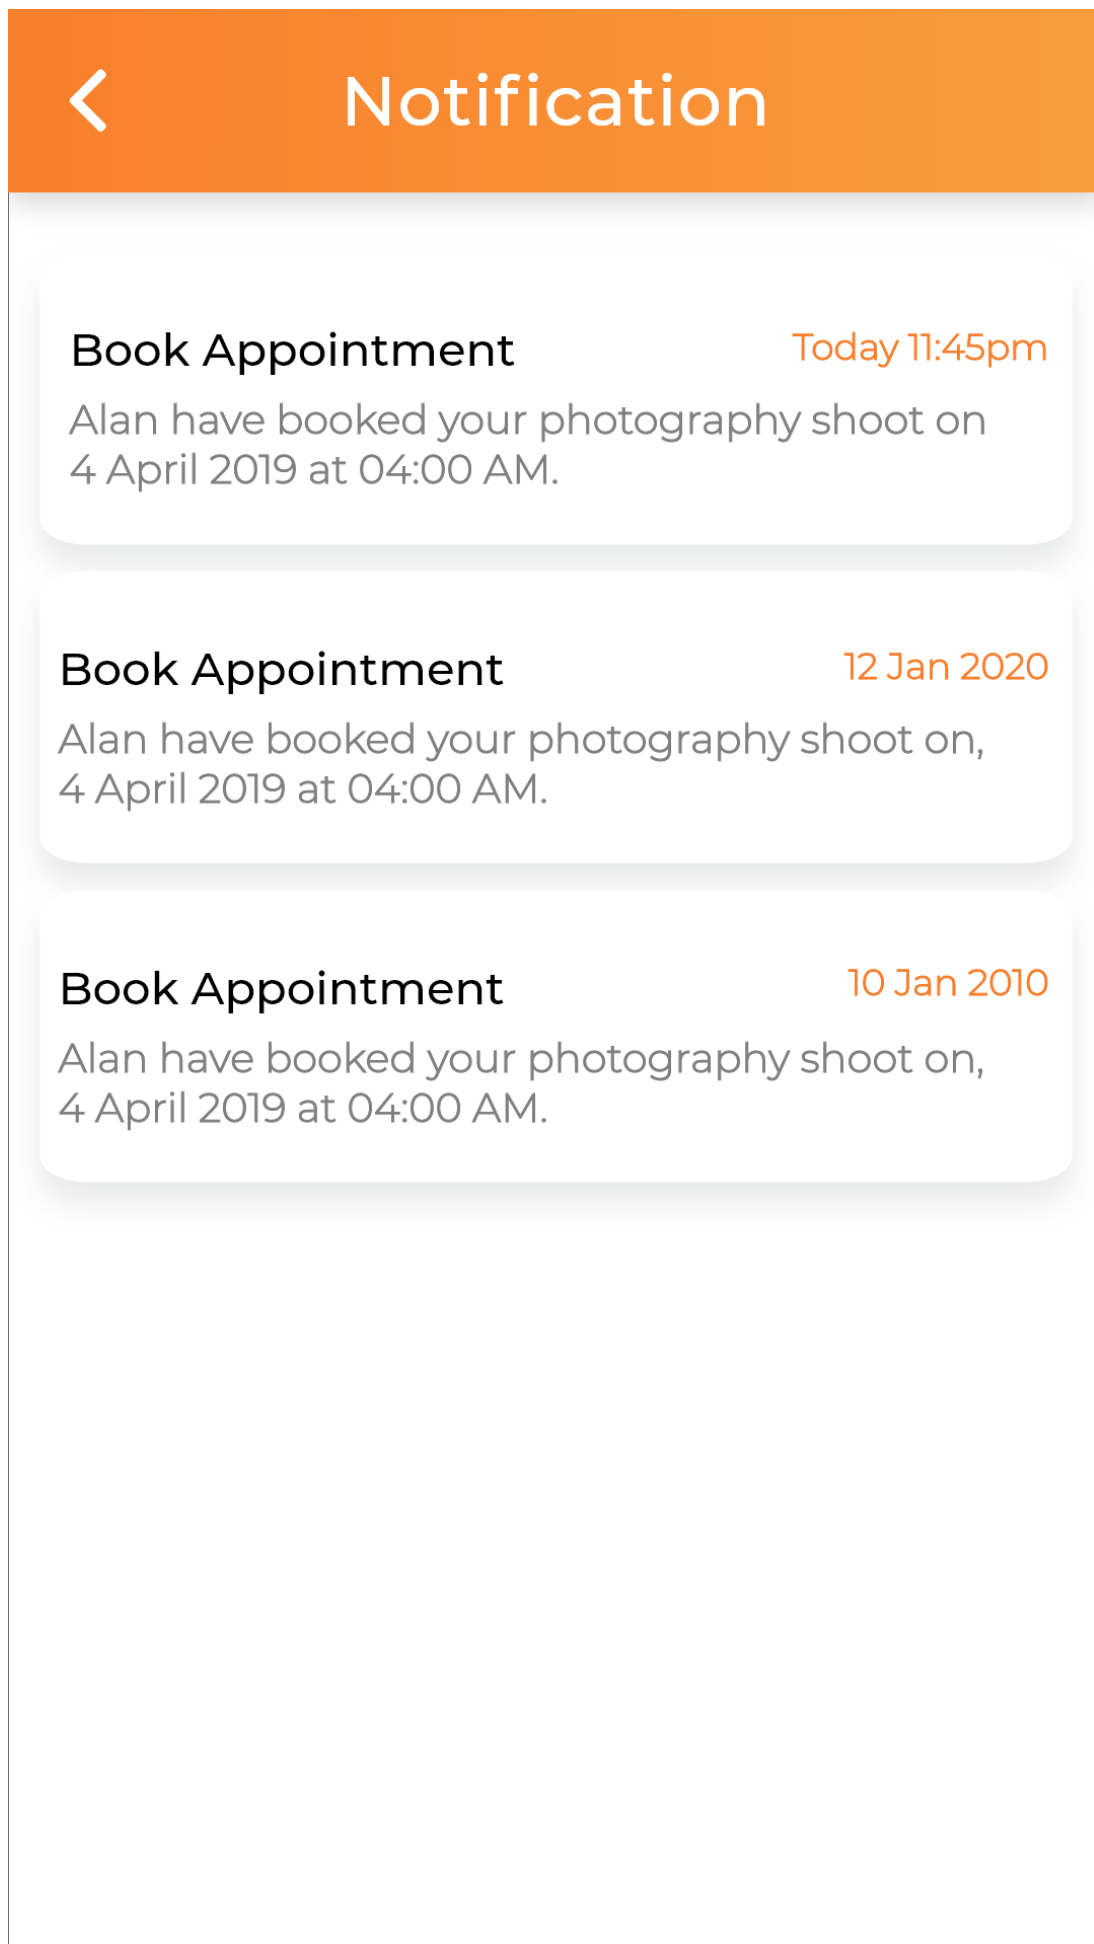 Notification
Book Appointment
Today 11:45pm
Alan have booked your photography shoot on
4 April 2019 at 04:00 AM.
Book Appointment
12 Jan 2020
Alan have booked your photography shoot on,
4 April 2019 at 04:00 AM.
Book Appointment
10 Jan 2010
Alan have booked your photography shoot on,
4 April 2019 at 04:00 AM.